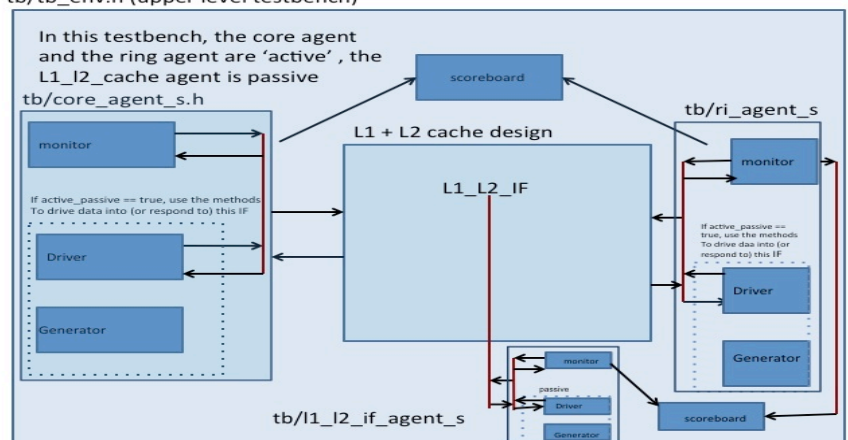 tb/tb_env.h (upper level testbench)
In this testbench, the core agent
and the ring agent are ‘active’ , the
L1_l2_cache agent is passive
tb/core_agent_s.h
scoreboard
tb/ri_agent_s
monitor
L1 + L2 cache design
monitor
L1_L2_IF
If active_passive == true, use the methods
To drive data into (or respond to) this IF
If active_passive ==
true, use the methods
To drive daa into (or
respond to) this IF
Driver
Driver
Generator
Generator
monitor
passive
Driver
Generator
tb/l1_l2_if_agent_s
scoreboard